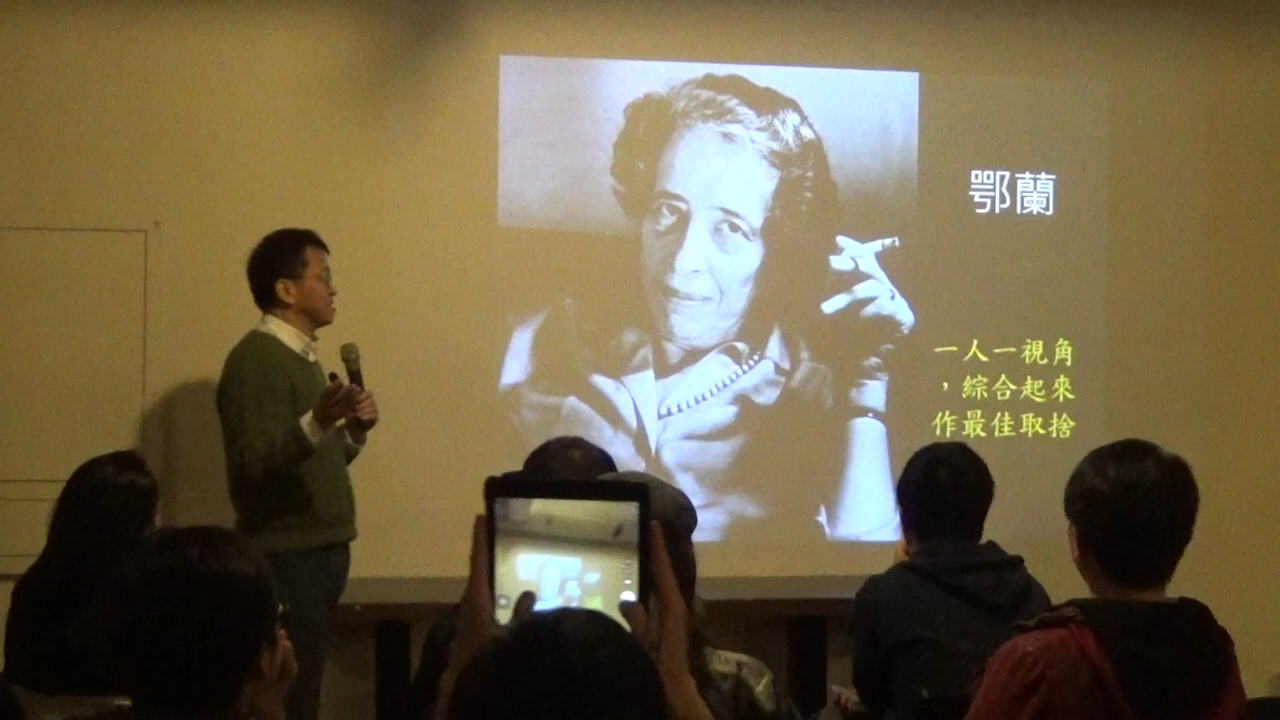 鄂蘭
一人一視角
，綜合起來
作最佳取捨